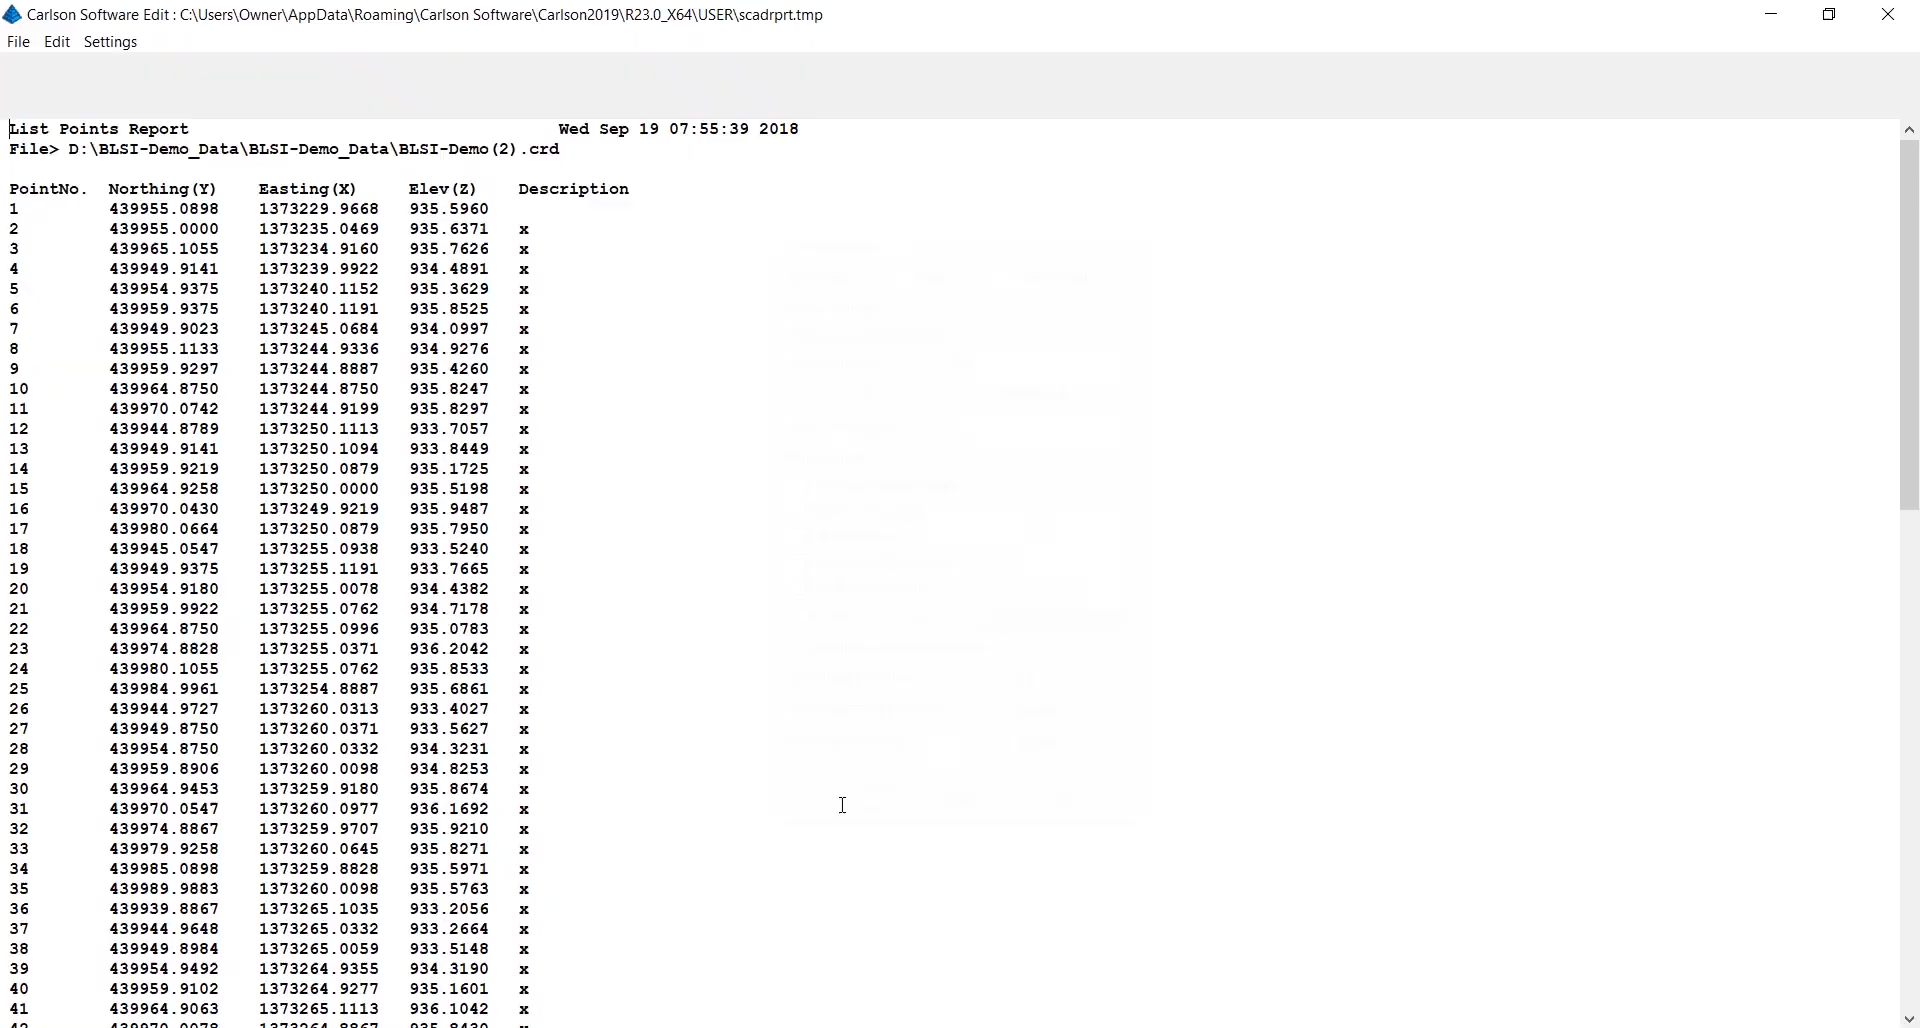 Carlson Software Edit : C:\Users\Owner\AppData\Roaming\Carlson Software\Carlson2019\R23.0_X64\USER\scadrprt.tmp
File Edit Settings
List Points Report Wed Sep 19 07:55:39 2018
File> D:\BLSI-Demo_Data\BLSI-Demo_Data\BLSI-Demo(2).crd
PointNo. Northing(Y) Easting(X) Elev(Z) Description
1 439955.0898 1373229.9668 935.5960
2 439955.0000 1373235.0469 935.6371 x
3 439965.1055 1373234.9160 935.7626 x
4 439949.9141 1373239.9922 934.4891 x
5 439954.9375 1373240.1152 935.3629 x
6 439959.9375 1373240.1191 935.8525 x
7 439949.9023 1373245.0684 934.0997 x
8 439955.1133 1373244.9336 934.9276 x
9 439959.9297 1373244.8887 935.4260 x
10 439964.8750 1373244.8750 935.8247 x
11 439970.0742 1373244.9199 935.8297 x
12 439944.8789 1373250.1113 933.7057 x
13 439949.9141 1373250.1094 933.8449 x
14 439959.9219 1373250.0879 935.1725 x
15 439964.9258 1373250.0000 935.5198 x
16 439970.0430 1373249.9219 935.9487 x
17 439980.0664 1373250.0879 935.7950 x
18 439945.0547 1373255.0938 933.5240 x
19 439949.9375 1373255.1191 933.7665 x
20 439954.9180 1373255.0078 934.4382 x
21 439959.9922 1373255.0762 934.7178 x
22 439964.8750 1373255.0996 935.0783 x
23 439974.8828 1373255.0371 936.2042 x
24 439980.1055 1373255.0762 935.8533 x
25 439984.9961 1373254.8887 935.6861 x
26 439944.9727 1373260.0313 933.4027 x
27 439949.8750 1373260.0371 933.5627 x
28 439954.8750 1373260.0332 934.3231 x
29 439959.8906 1373260.0098 934.8253 x
30 439964.9453 1373259.9180 935.8674 x
31 439970.0547 1373260.0977 936.1692 x
32 439974.8867 1373259.9707 935.9210 x
33 439979.9258 1373260.0645 935.8271 x
34 439985.0898 1373259.8828 935.5971 x
35 439989.9883 1373260.0098 935.5763 x
36 439939.8867 1373265.1035 933.2056 x
37 439944.9648 1373265.0332 933.2664 x
38 439949.8984 1373265.0059 933.5148 x
39 439954.9492 1373264.9355 934.3190 x
40 439959.9102 1373264.9277 935.1601 x
41 439964.9063 1373265.1113 936.1042 x